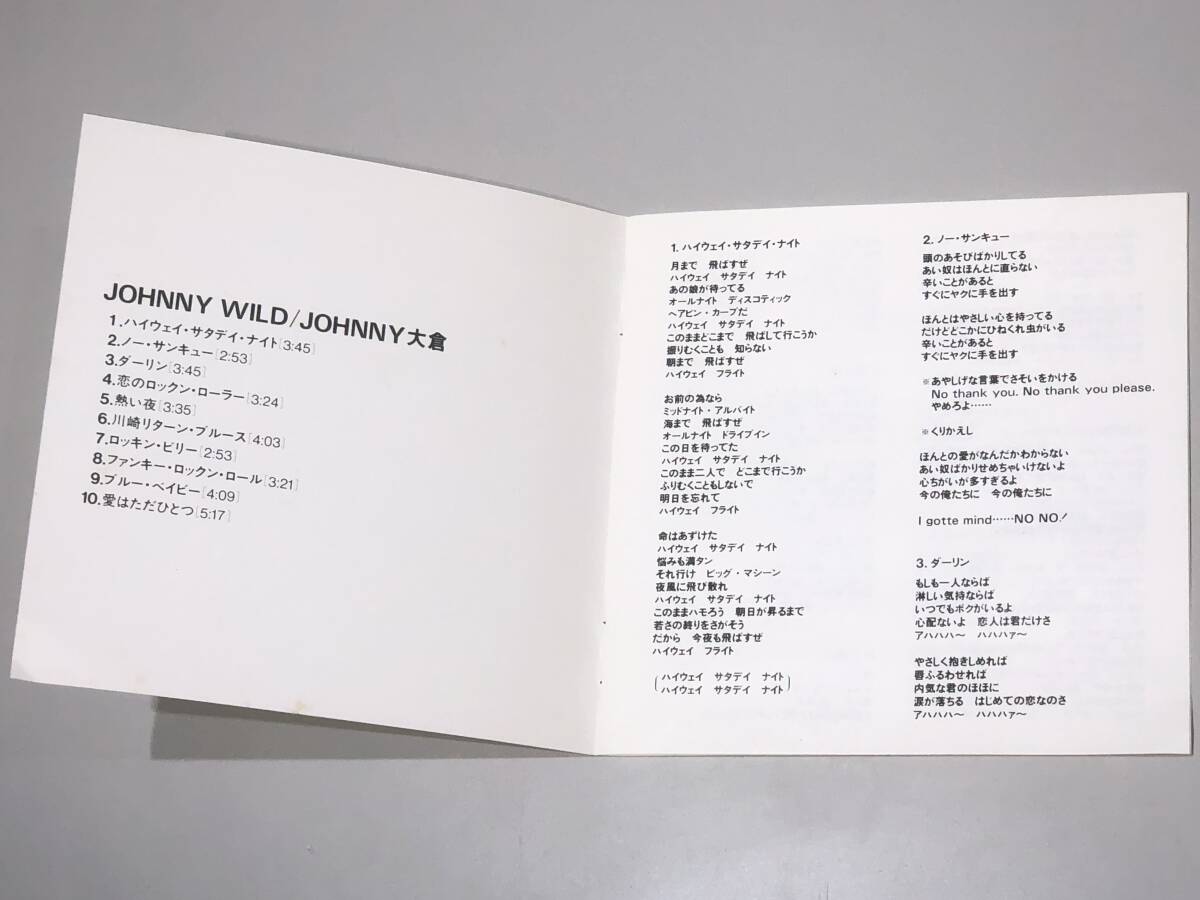 JOHNNY WILD/JOHNNY大倉
1.ハイウェイ・サタデイ・ナイト[3:45]
2.ノー・サンキュー[2:53]
3.ダーリン[3:45]
4.恋のロックン・ローラー[3:24]
5.熱い夜[3:35]
6.川崎リターン・ブルース[4:03]
7.ロッキン・ビリー[2:53]
8.ファンキー・ロックン・ロール[3:21]
9.ブルー・ベイビー[4:09]
10.愛はただひとつ[5:17]
1. ハイウェイ・サタデイ・ナイト
月まで 飛ばすぜ
ハイウェイ サタデイ ナイト
あの娘が待ってる
オールナイト ディスコティック
ヘアピン・カーブだ
ハイウェイ サタデイ ナイト
このままどこまで 飛ばして行こうか
振りむくことも 知らない
朝まで 飛ばすぜ
ハイウェイ フライト
お前の為なら
ミッドナイト・アルバイト
海まで 飛ばすぜ
オールナイト ドライブイン
この日を待ってた
ハイウェイ サタデイ ナイト
このまま二人で どこまで行こうか
ふりむくこともしないで
明日を忘れて
ハイウェイ フライト
命はあずけた
ハイウェイ サタデイ ナイト
悩みも満タン
それ行け ビッグ・マシーン
夜風に飛び散れ
ハイウェイ サタデイ ナイト
このままハモろう 朝日が昇るまで
若さの終りをさがそう
だから 今夜も飛ばすぜ
ハイウェイ フライト
(ハイウェイ サタデイ ナイト
ハイウェイ サタデイ ナイト)
2. ノー・サンキュー
頭のあそびばかりしてる
あい奴はほんとに直らない
辛いことがあると
すぐにヤクに手を出す
ほんとはやさしい心を持ってる
だけどどこかにひねくれ虫がいる
辛いことがあると
すぐにヤクに手を出す
※あやしげな言葉でさそいをかける
No thank you. No thank you please.
やめろよ……
※くりかえし
ほんとの愛がなんだかわからない
あい奴ばかりせめちゃいけないよ
心ちがいが多すぎるよ
今の俺たちに 今の俺たちに
I gotte mind……NO NO.!
3. ダーリン
もしも一人ならば
淋しい気持ならば
いつでもボクがいるよ
心配ないよ 恋人は君だけさ
アハハハ〜 ハハハァ〜
やさしく抱きしめれば
唇ふるわせれば
内気な君のほほに
涙が落ちる はじめての恋なのさ
アハハハ〜 ハハハァ〜